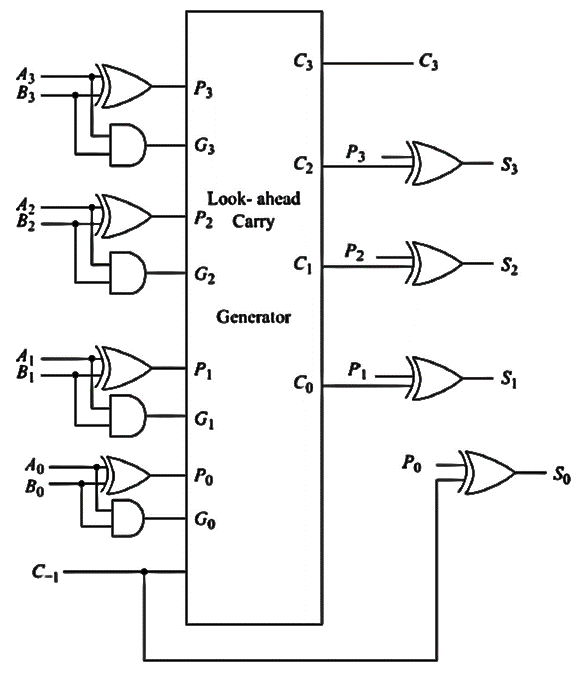 A₃
B₃
P₃
G₃
A₂
B₂
P₂
G₂
A₁
B₁
P₁
G₁
A₀
B₀
P₀
G₀
C₋₁
Look- ahead
Carry
Generator
C₃
C₃
C₂
P₃
S₃
C₁
P₂
S₂
C₀
P₁
S₁
P₀
S₀